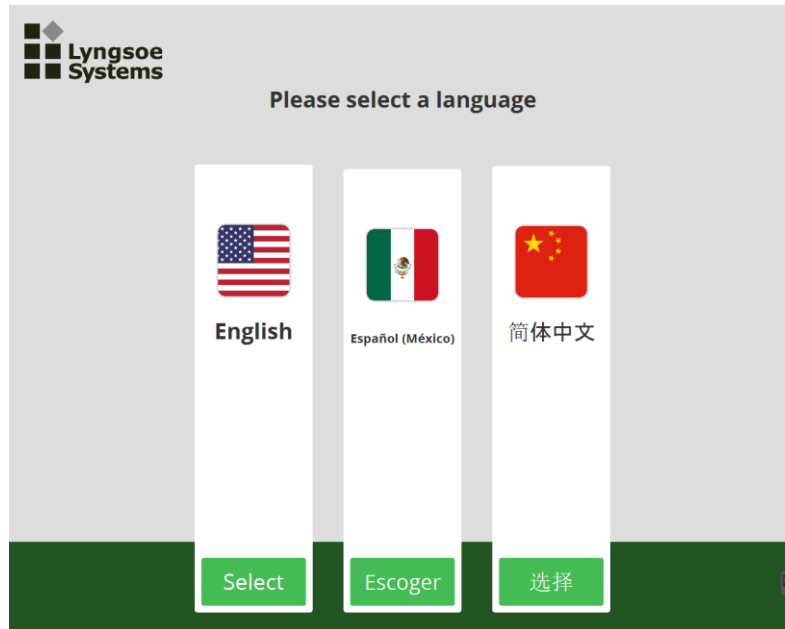 Lyngsoe
Systems
Please select a language
English
Español (México)
简体中文
Select
Escoger
选择